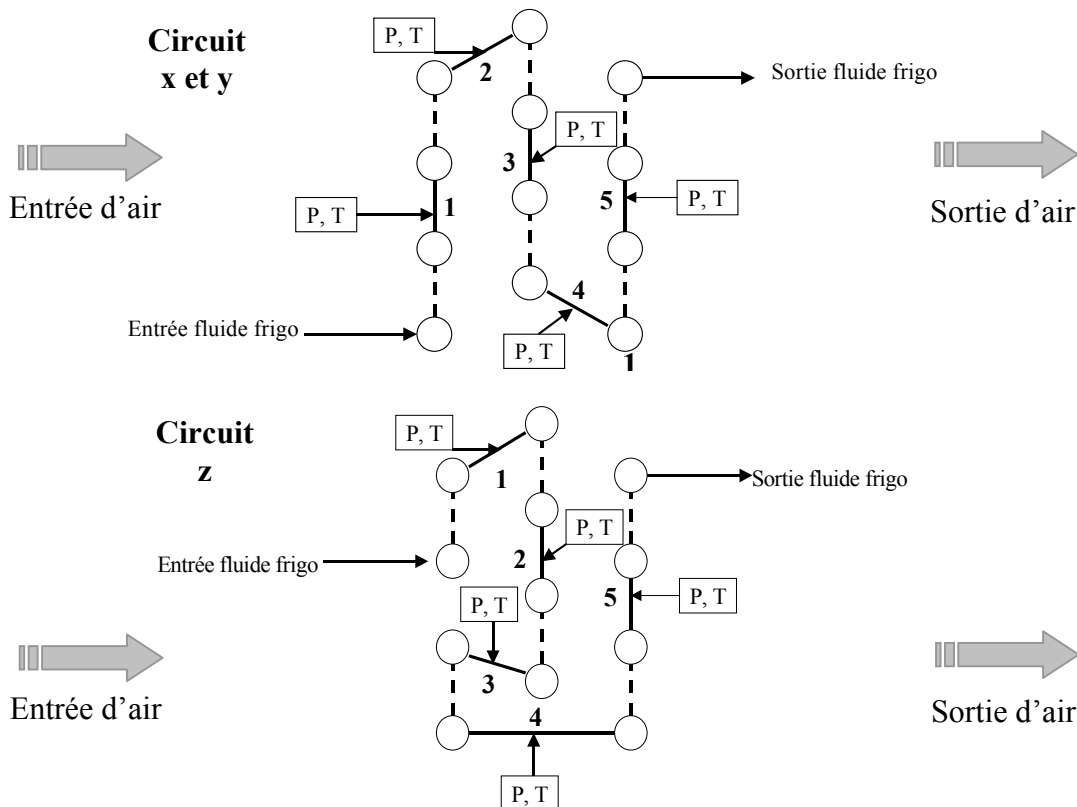 Circuit
x et y
P, T
2
Sortie fluide frigo
P, T
3
Entrée d’air
P, T
1
5
P, T
Sortie d’air
4
Entrée fluide frigo
P, T
1
Circuit
z
P, T
1
Sortie fluide frigo
P, T
2
Entrée fluide frigo
P, T
5
P, T
3
Entrée d’air
4
Sortie d’air
P, T